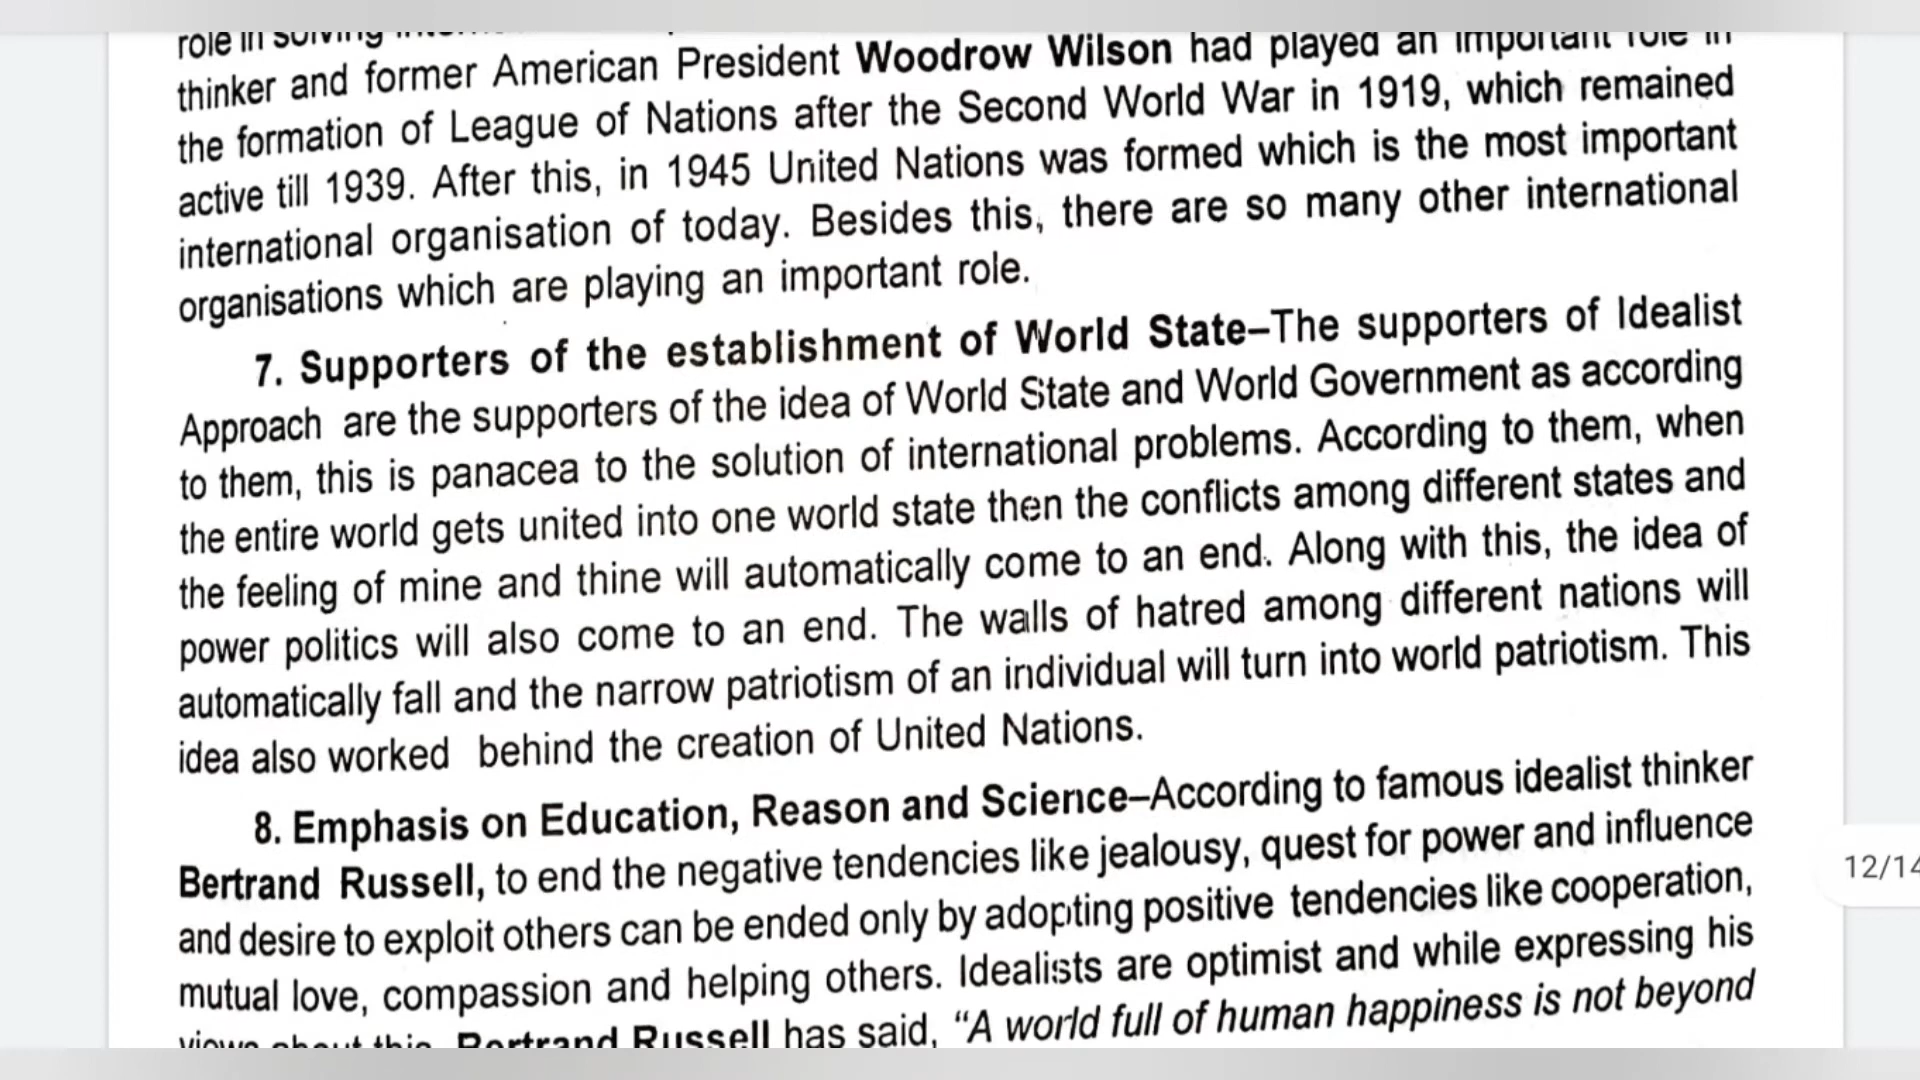 role in solving
thinker and former American President Woodrow Wilson had played an important role in
the formation of League of Nations after the Second World War in 1919, which remained
active till 1939. After this, in 1945 United Nations was formed which is the most important
international organisation of today. Besides this, there are so many other international
organisations which are playing an important role.
7. Supporters of the establishment of World State–The supporters of Idealist
Approach are the supporters of the idea of World State and World Government as according
to them, this is panacea to the solution of international problems. According to them, when
the entire world gets united into one world state then the conflicts among different states and
the feeling of mine and thine will automatically come to an end. Along with this, the idea of
power politics will also come to an end. The walls of hatred among different nations will
automatically fall and the narrow patriotism of an individual will turn into world patriotism. This
idea also worked behind the creation of United Nations.
8. Emphasis on Education, Reason and Science–According to famous idealist thinker
Bertrand Russell, to end the negative tendencies like jealousy, quest for power and influence
and desire to exploit others can be ended only by adopting positive tendencies like cooperation,
mutual love, compassion and helping others. Idealists are optimist and while expressing his
views about this, Bertrand Russell has said, “A world full of human happiness is not beyond
12/14